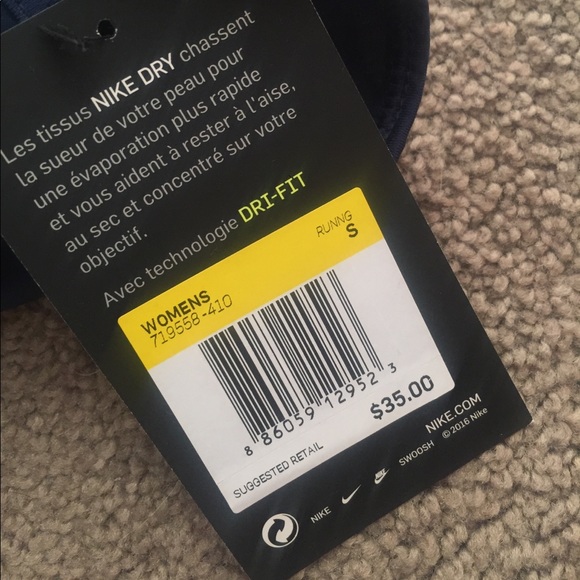 Les tissus NIKE DRY chassent
la sueur de votre peau pour
une évaporation plus rapide
et vous aident à rester à l'aise,
au sec et concentré sur votre
objectif.
Avec technologie DRI-FIT
RUNNG
S
WOMENS
719558-410
8 86059 12952 3
SUGGESTED RETAIL
$35.00
NIKE
SWOOSH
NIKE.COM
© 2016 Nike